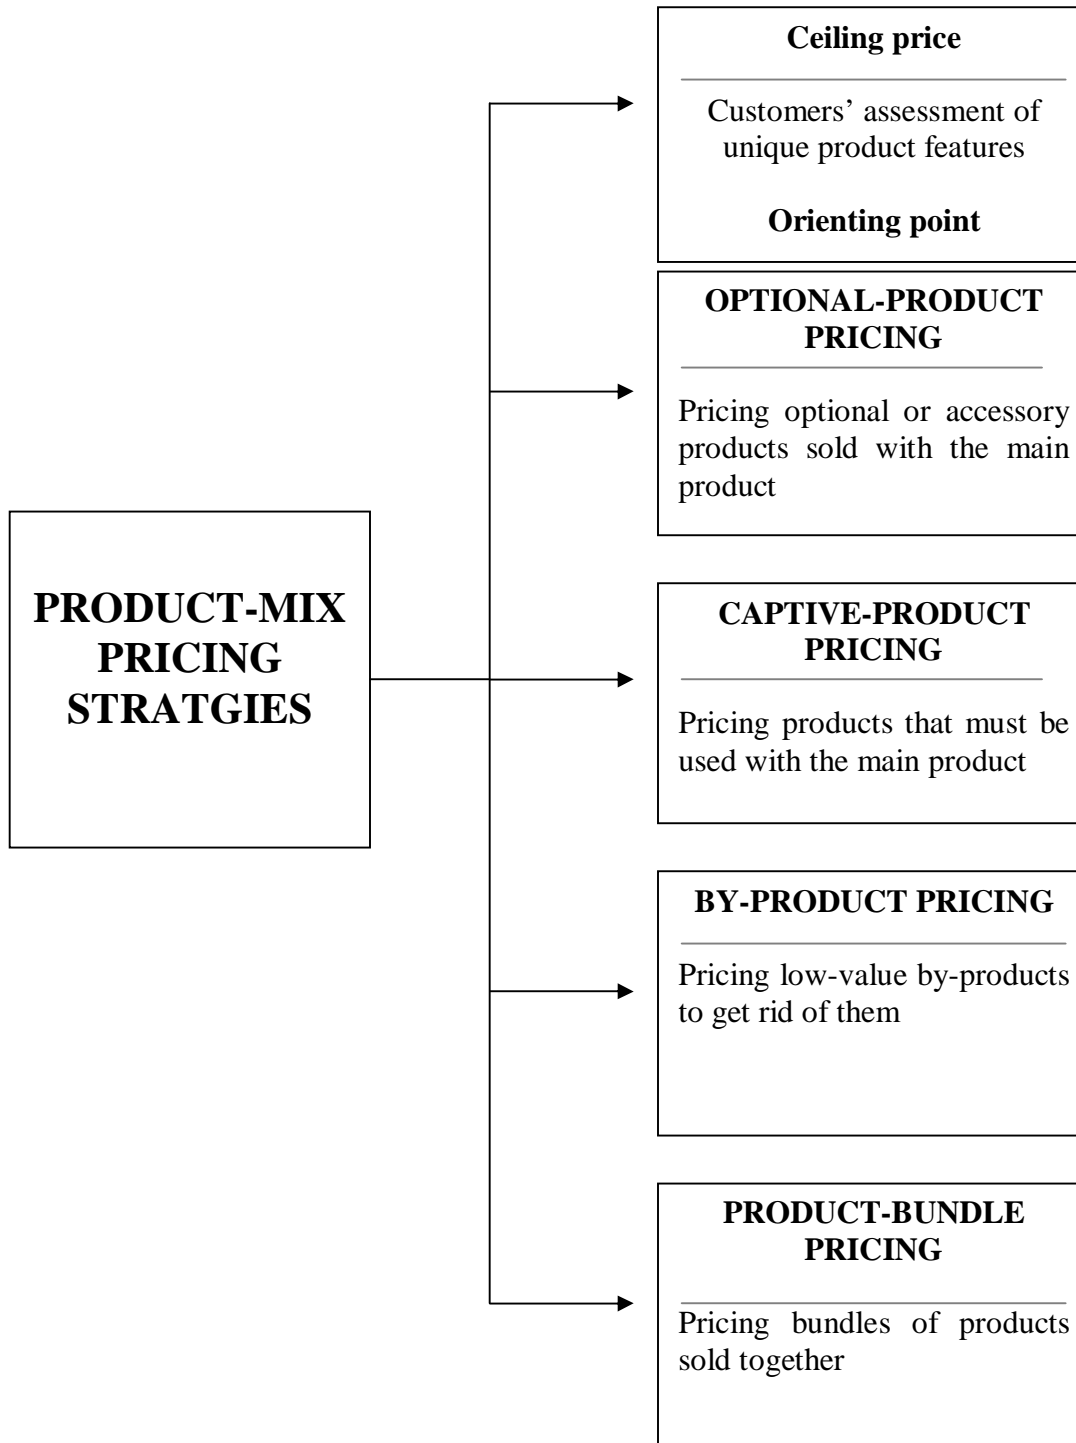 Ceiling price
Customers’ assessment of
unique product features
Orienting point
OPTIONAL-PRODUCT
PRICING
Pricing optional or accessory
products sold with the main
product
PRODUCT-MIX
PRICING
STRATGIES
CAPTIVE-PRODUCT
PRICING
Pricing products that must be
used with the main product
BY-PRODUCT PRICING
Pricing low-value by-products
to get rid of them
PRODUCT-BUNDLE
PRICING
Pricing bundles of products
sold together